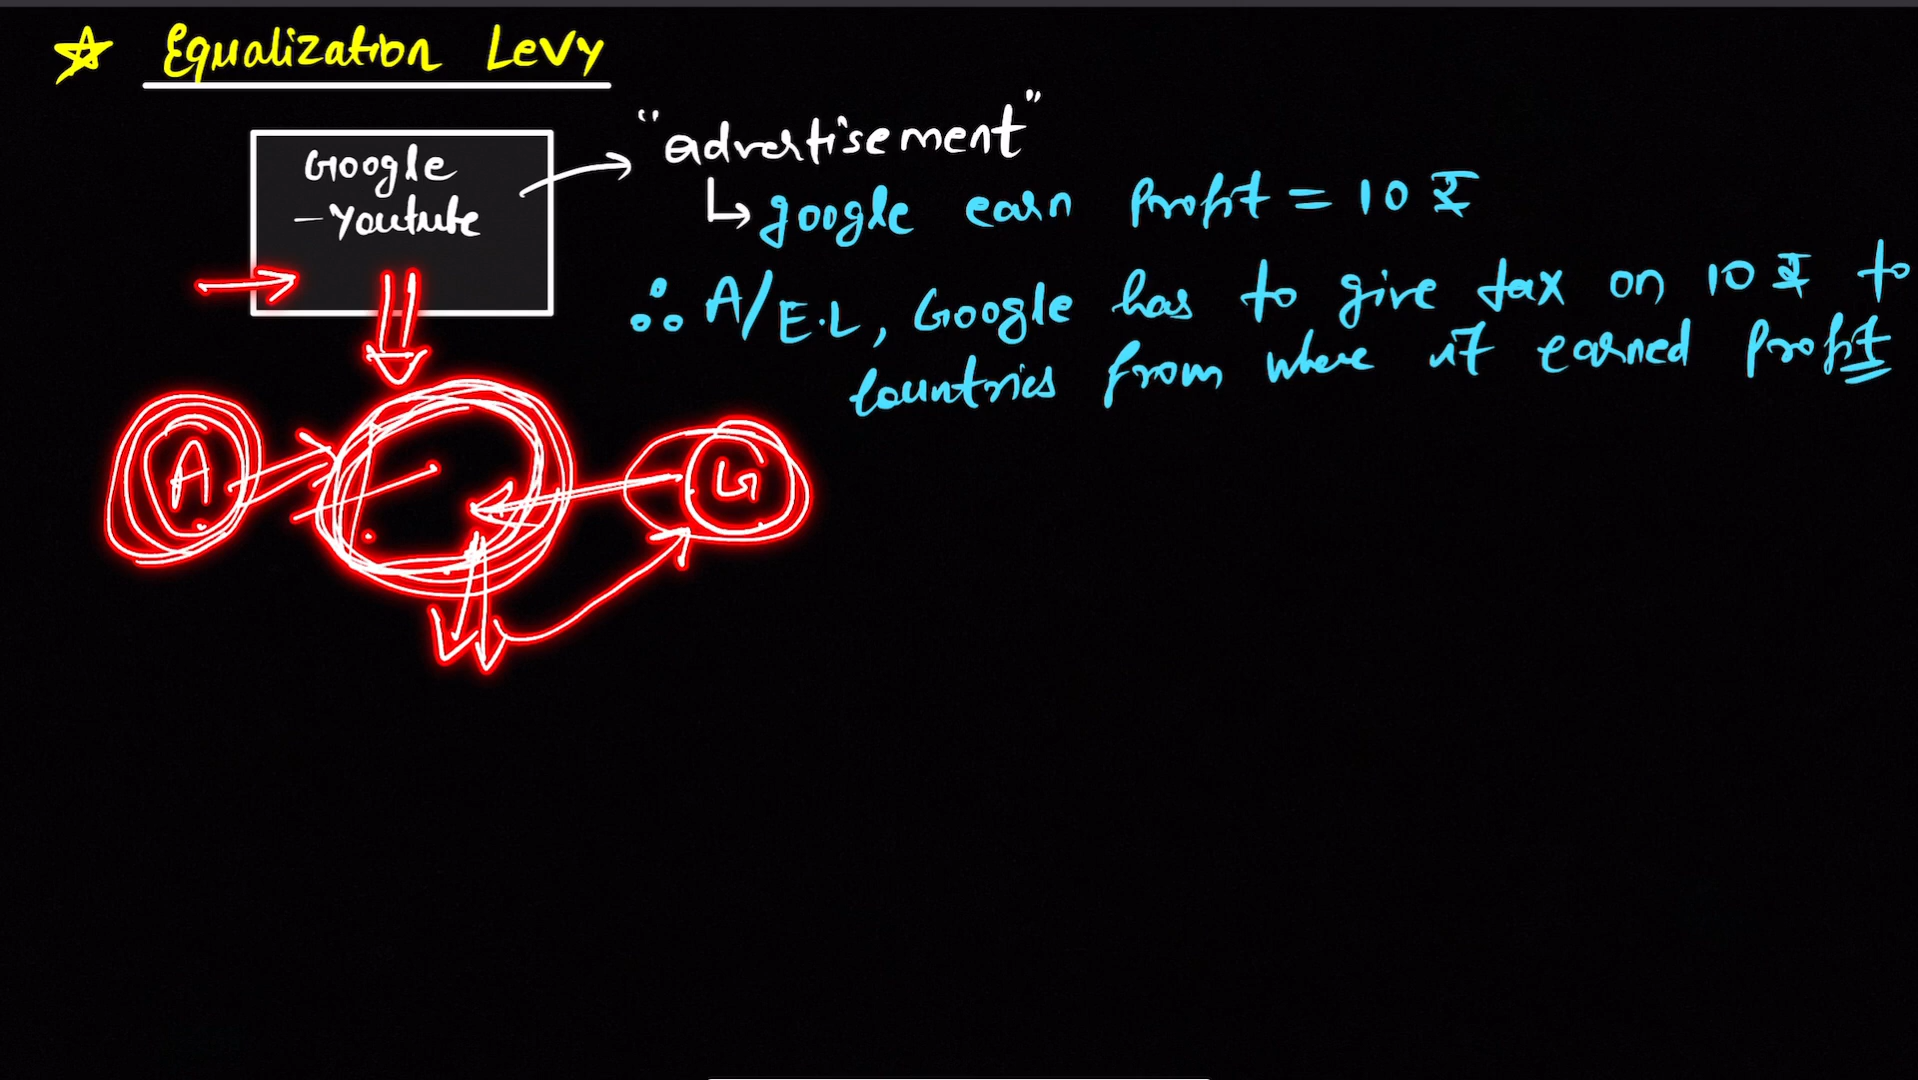 Equalization Levy
Google
- Youtube
"advertisement"
google earn Profit = 10 ₹
∴ A/E.L, Google has to give tax on 10 ₹ to
Countries from where it earned Profit
A
G